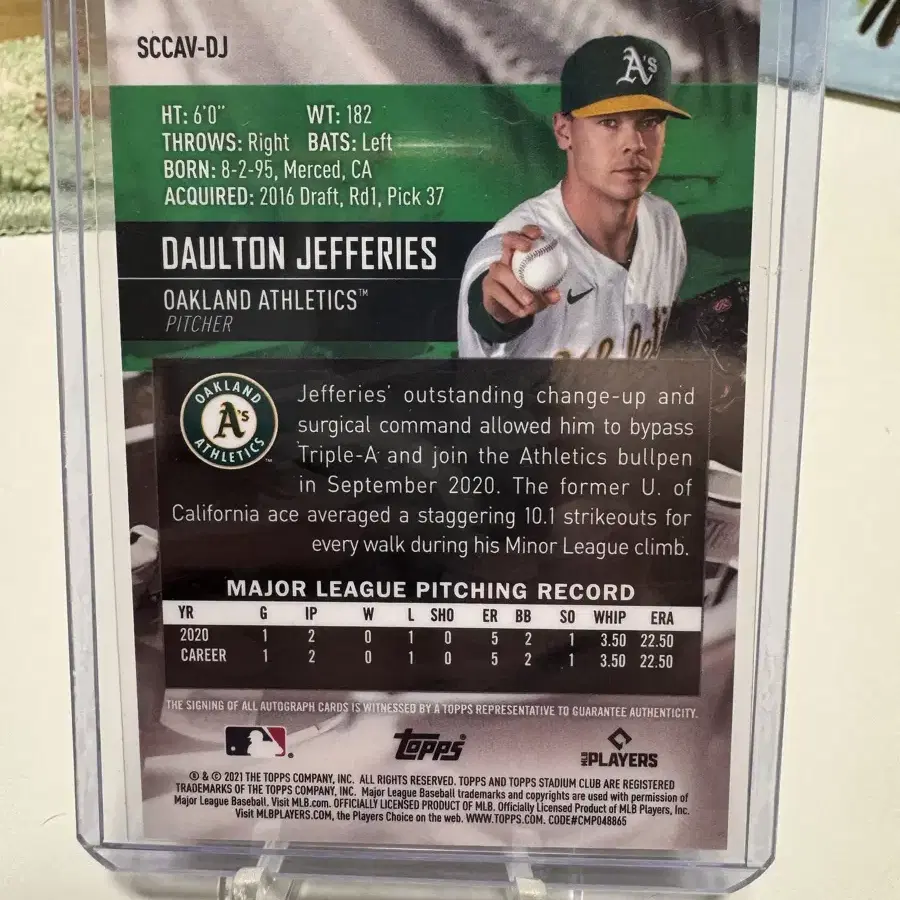 SCCAV-DJ
A's
HT: 6'0" WT: 182
THROWS: Right BATS: Left
BORN: 8-2-95, Merced, CA
ACQUIRED: 2016 Draft, Rd1, Pick 37
DAULTON JEFFERIES
OAKLAND ATHLETICS™
PITCHER
OAKLAND A's ATHLETICS ™
Jefferies' outstanding change-up and
surgical command allowed him to bypass
Triple-A and join the Athletics bullpen
in September 2020. The former U. of
California ace averaged a staggering 10.1 strikeouts for
every walk during his Minor League climb.
MAJOR LEAGUE PITCHING RECORD
YR G IP W L SHO ER BB SO WHIP ERA
2020 1 2 0 1 0 5 2 1 3.50 22.50
CAREER 1 2 0 1 0 5 2 1 3.50 22.50
THE SIGNING OF ALL AUTOGRAPH CARDS IS WITNESSED BY A TOPPS REPRESENTATIVE TO GUARANTEE AUTHENTICITY.
topps MLB PLAYERS
® & © 2021 THE TOPPS COMPANY, INC. ALL RIGHTS RESERVED. TOPPS AND TOPPS STADIUM CLUB ARE REGISTERED
TRADEMARKS OF THE TOPPS COMPANY, INC. Major League Baseball trademarks and copyrights are used with permission of
Major League Baseball. Visit MLB.com. OFFICIALLY LICENSED PRODUCT OF MLB. Officially Licensed Product of MLB Players, Inc.
Visit MLBPLAYERS.COM, the Players Choice on the web. WWW.TOPPS.COM. CODE#CMP048865